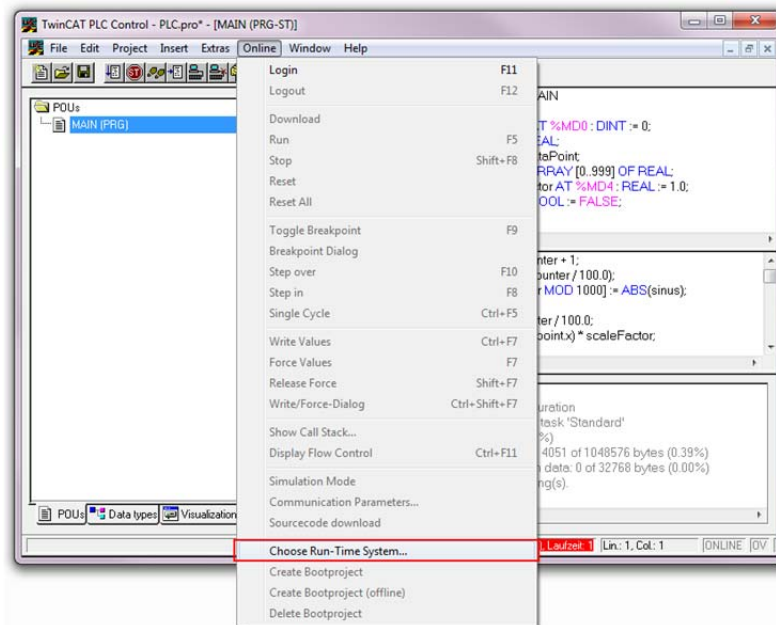 TwinCAT PLC Control - PLC.pro* - [MAIN (PRG-ST)]
File Edit Project Insert Extras Online Window Help
POUs
MAIN (PRG)
Login F11
Logout F12
Download
Run F5
Stop Shift+F8
Reset
Reset All
Toggle Breakpoint F9
Breakpoint Dialog
Step over F10
Step in F8
Single Cycle Ctrl+F5
Write Values Ctrl+F7
Force Values F7
Release Force Shift+F7
Write/Force-Dialog Ctrl+Shift+F7
Show Call Stack...
Display Flow Control Ctrl+F11
Simulation Mode
Communication Parameters...
Sourcecode download
Choose Run-Time System...
Create Bootproject
Create Bootproject (offline)
Delete Bootproject
AIN
T %MD0 : DINT := 0;
EAL;
taPoint;
RRAY [0..999] OF REAL;
tor AT %MD4 : REAL := 1.0;
OOL := FALSE;
nter + 1;
ounter / 100.0);
r MOD 1000] := ABS(sinus);
ter / 100.0;
point.x) * scaleFactor;
uration
task 'Standard'
%)
4051 of 1048576 bytes (0.39%)
data: 0 of 32768 bytes (0.00%)
ng(s).
POUs Data types Visualization
Laufzeit: 1 Lin.: 1, Col.: 1 ONLINE OV